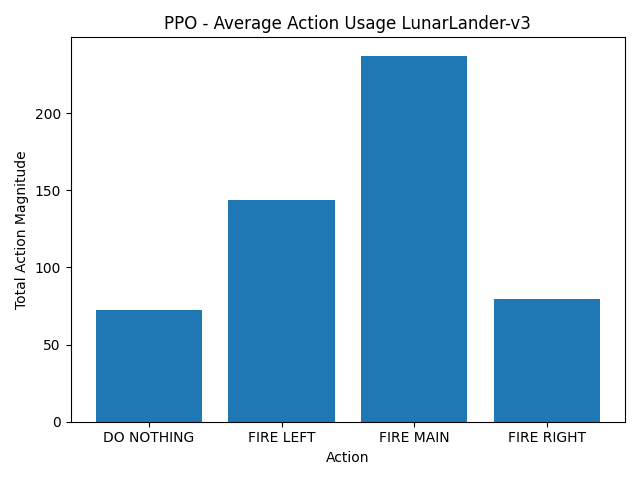 PPO - Average Action Usage LunarLander-v3
Total Action Magnitude
200
150
100
50
0
DO NOTHING FIRE LEFT FIRE MAIN FIRE RIGHT
Action